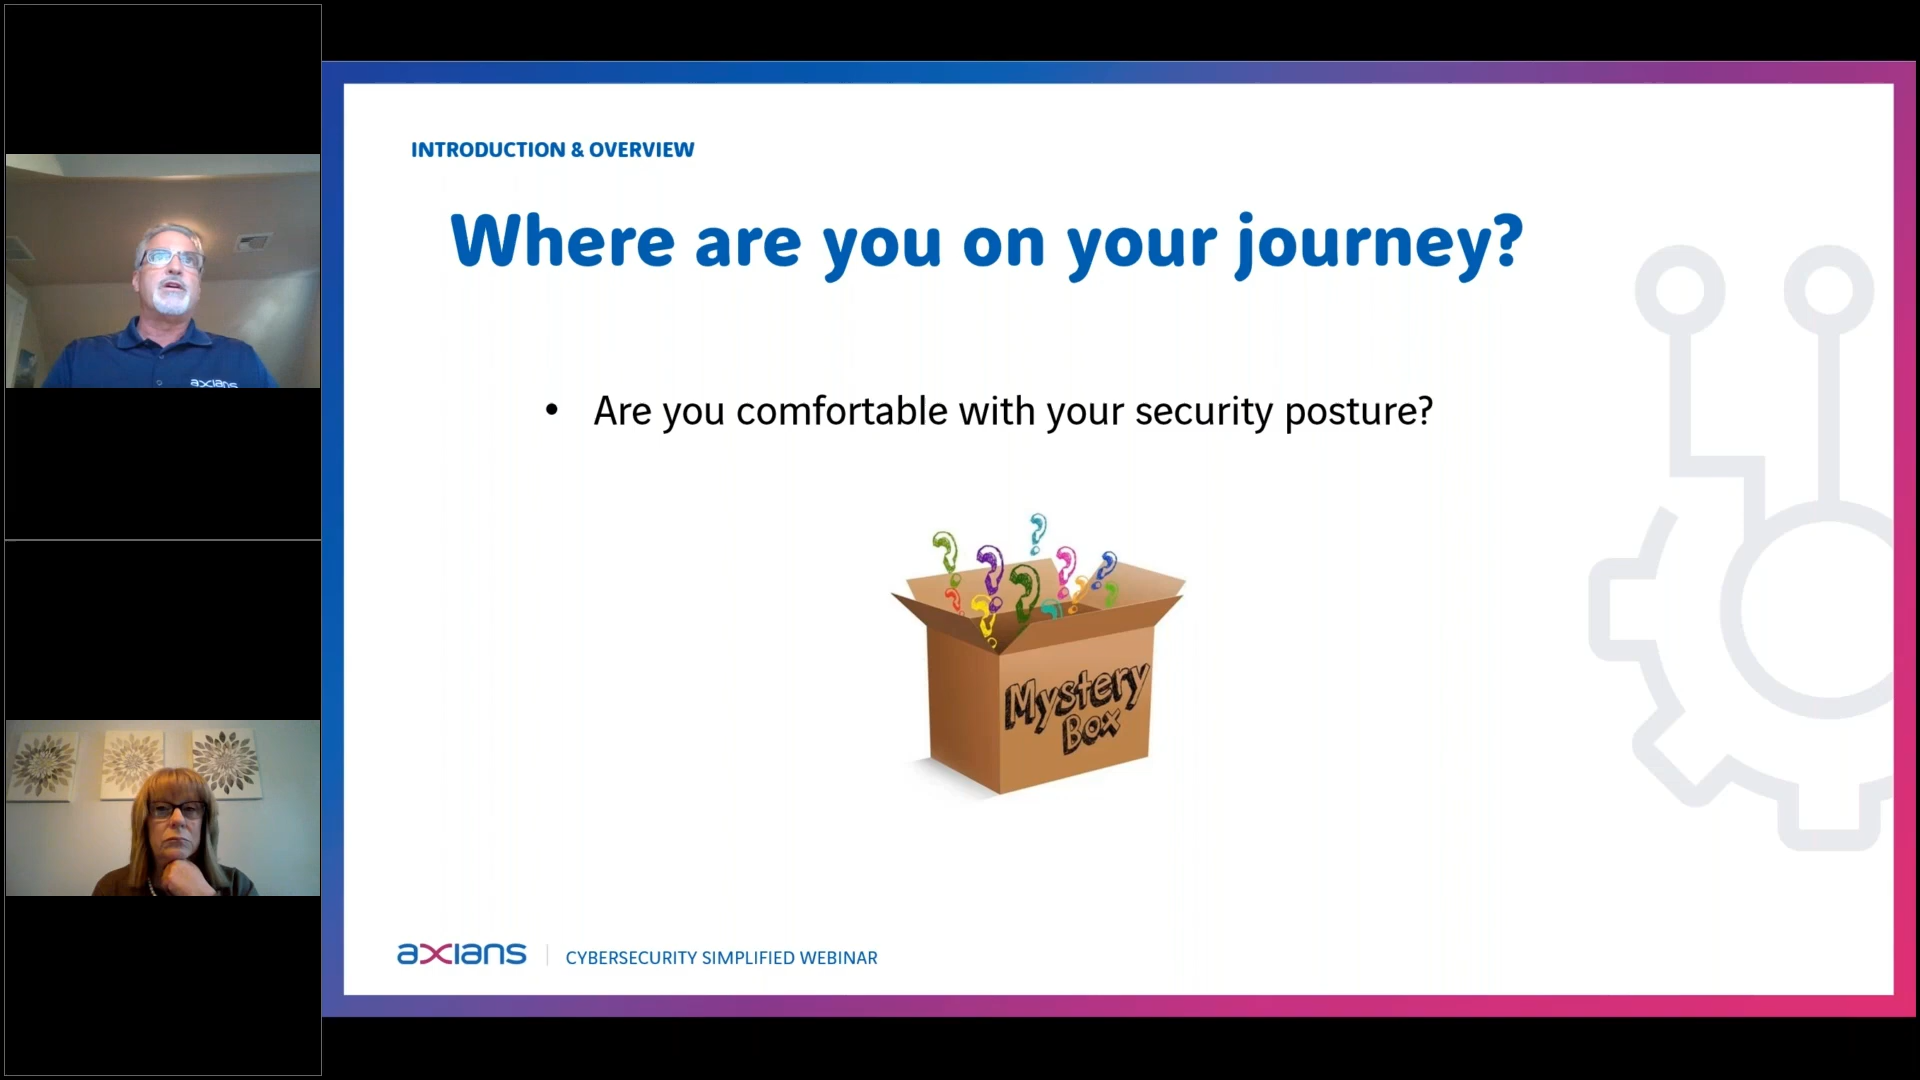 INTRODUCTION & OVERVIEW
Where are you on your journey?
• Are you comfortable with your security posture?
Mystery
Box
axians
axians
CYBERSECURITY SIMPLIFIED WEBINAR